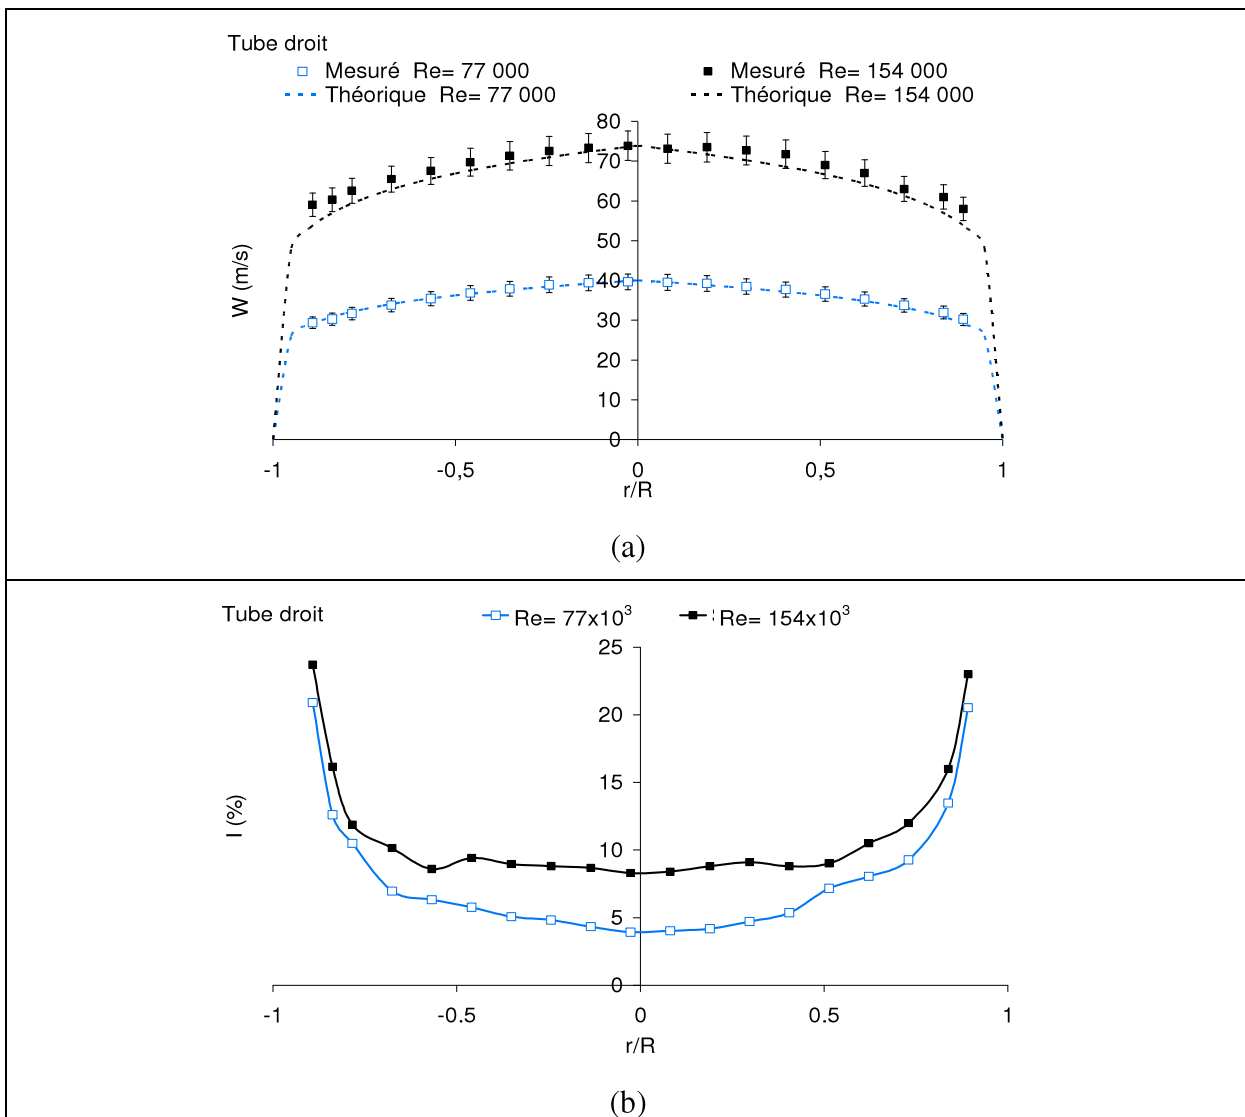 Tube droit
Mesuré Re= 77 000 Mesuré Re= 154 000
Théorique Re= 77 000 Théorique Re= 154 000
80
70
60
50
40
30
20
10
0
W (m/s)
-1 -0,5 0 0,5 1
r/R
(a)
Tube droit Re= 77x10³ Re= 154x10³
25
20
15
10
5
0
I (%)
-1 -0.5 0 0.5 1
r/R
(b)